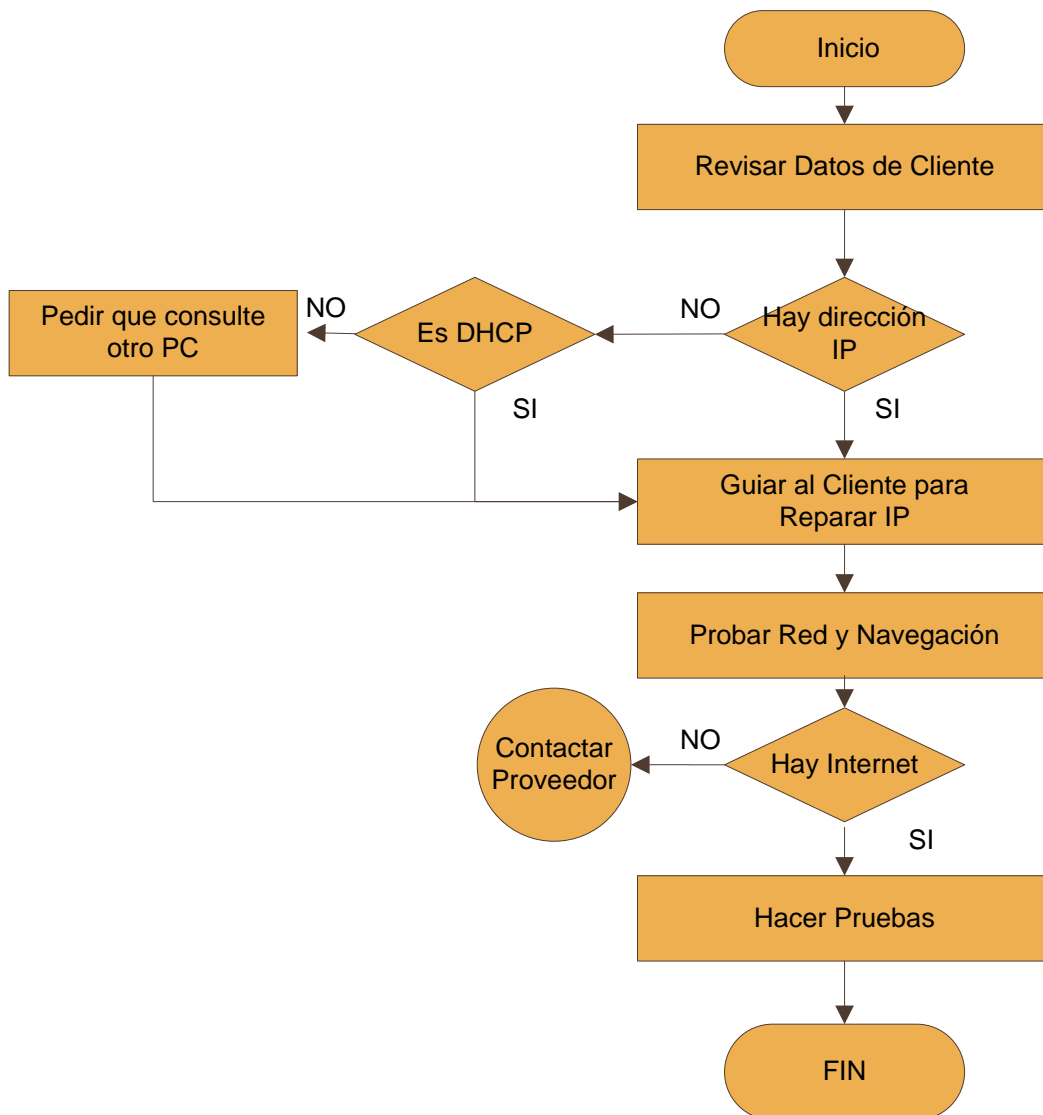 Inicio
Revisar Datos de Cliente
Hay dirección
IP
NO
Es DHCP
NO
Pedir que consulte
otro PC
SI
SI
Guiar al Cliente para
Reparar IP
Probar Red y Navegación
Hay Internet
NO
Contactar
Proveedor
SI
Hacer Pruebas
FIN